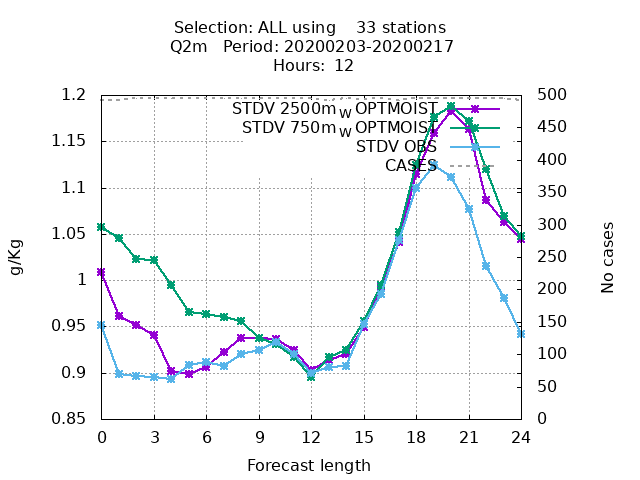 Selection: ALL using 33 stations
Q2m Period: 20200203-20200217
Hours: 12
1.2 500
STDV 2500m W OPTMOIST
STDV 750m W OPTMOIST
STDV OBS
CASES
1.15 450
1.1 400
1.05 350
1 300
0.95 250
0.9 200
0.85 150
100
50
0
g/Kg
No cases
0 3 6 9 12 15 18 21 24
Forecast length